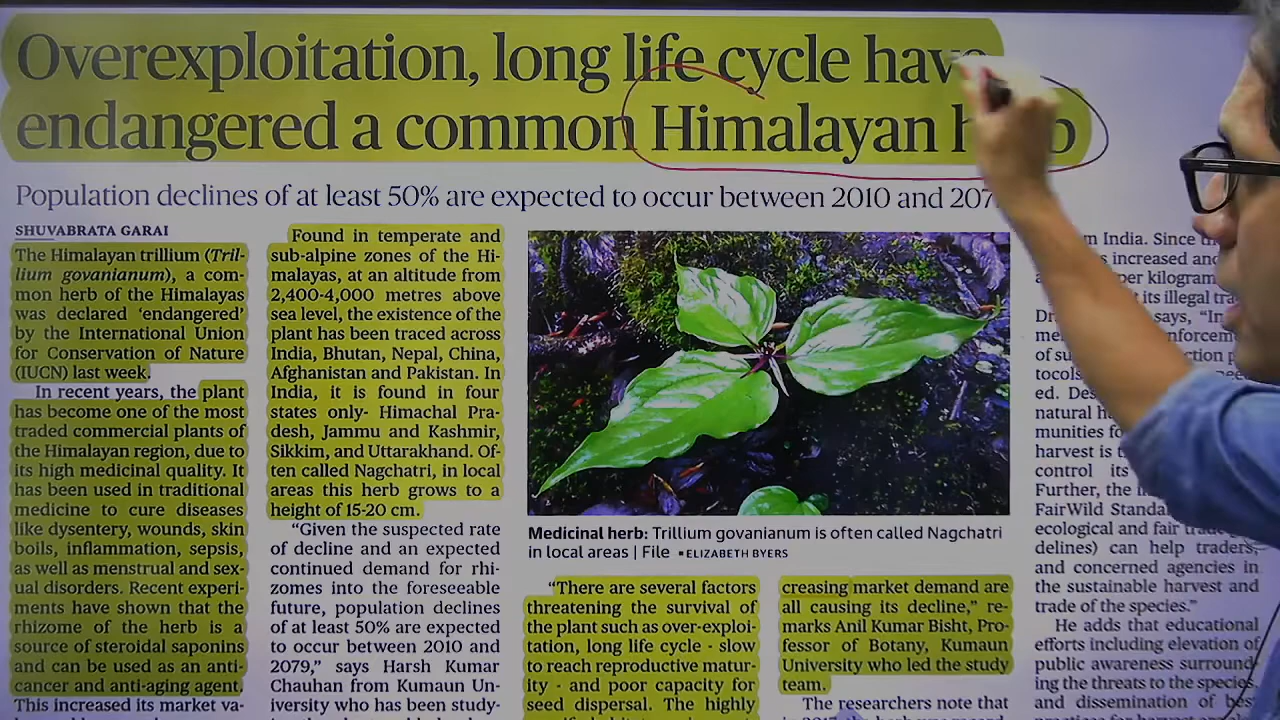 Overexploitation, long life cycle have
endangered a common Himalayan
Population declines of at least 50% are expected to occur between 2010 and
SHUVABRATA GARAI
The Himalayan trillium (Tril-
lium govanianum), a com-
mon herb of the Himalayas
was declared ‘endangered’
by the International Union
for Conservation of Nature
(IUCN) last week.
In recent years, the plant
has become one of the most
traded commercial plants of
the Himalayan region, due to
its high medicinal quality. It
has been used in traditional
medicine to cure diseases
like dysentery, wounds, skin
boils, inflammation, sepsis,
as well as menstrual and sex-
ual disorders. Recent experi-
ments have shown that the
rhizome of the herb is a
source of steroidal saponins
and can be used as an anti-
cancer and anti-aging agent.
This increased its market va-
Found in temperate and
sub-alpine zones of the Hi-
malayas, at an altitude from
2,400-4,000 metres above
sea level, the existence of the
plant has been traced across
India, Bhutan, Nepal, China,
Afghanistan and Pakistan. In
India, it is found in four
states only- Himachal Pra-
desh, Jammu and Kashmir,
Sikkim, and Uttarakhand. Of-
ten called Nagchatri, in local
areas this herb grows to a
height of 15-20 cm.
“Given the suspected rate
of decline and an expected
continued demand for rhi-
zomes into the foreseeable
future, population declines
of at least 50% are expected
to occur between 2010 and
2079,” says Harsh Kumar
Chauhan from Kumaun Un-
iversity who has been study-
Medicinal herb: Trillium govanianum is often called Nagchatri
in local areas | File ▪ELIZABETH BYERS
“There are several factors
threatening the survival of
the plant such as over-exploi-
tation, long life cycle - slow
to reach reproductive matur-
ity - and poor capacity for
seed dispersal. The highly
creasing market demand are
all causing its decline,” re-
marks Anil Kumar Bisht, Pro-
fessor of Botany, Kumaun
University who led the study
team.
The researchers note that
India. Since
increased
per kilogram
its illegal
says,
of
ed.
natural
munities
harvest is
control its
Further, the
FairWild
ecological and fair
delines) can help traders,
and concerned agencies in
the sustainable harvest and
trade of the species.”
He adds that educational
efforts including elevation of
public awareness surround-
ing the threats to the species
and dissemination of